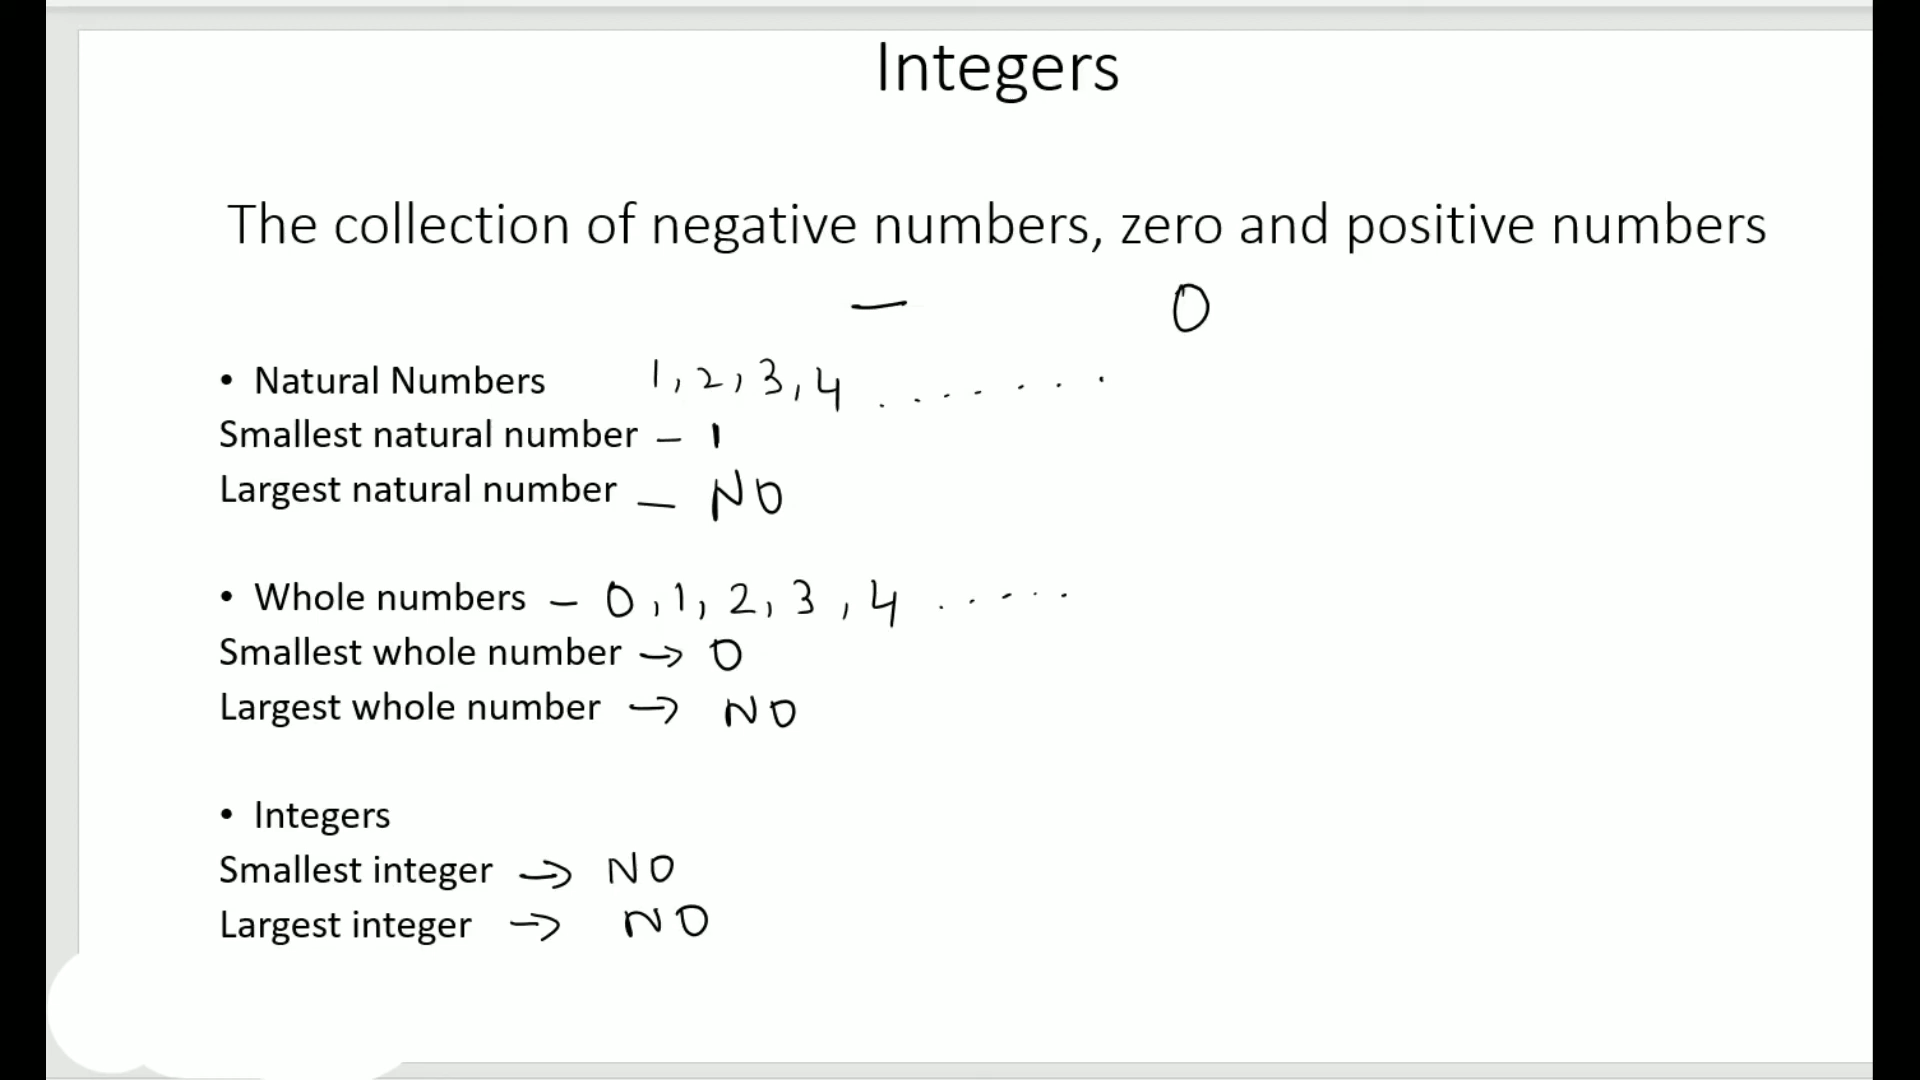 Integers
The collection of negative numbers, zero and positive numbers
— 0
• Natural Numbers 1, 2, 3, 4 .......
Smallest natural number – 1
Largest natural number – NO
• Whole numbers – 0, 1, 2, 3, 4 .....
Smallest whole number → 0
Largest whole number → NO
• Integers
Smallest integer → NO
Largest integer → NO